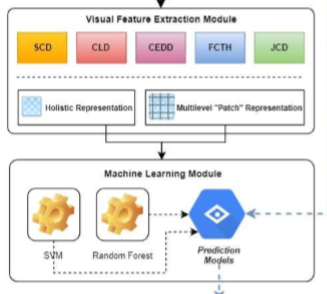 Visual Feature Extraction Module
SCD
CLD
CEDD
FCTH
JCD
Holistic Representation
Multilevel "Patch" Representation
Machine Learning Module
SVM
Random Forest
Prediction
Models